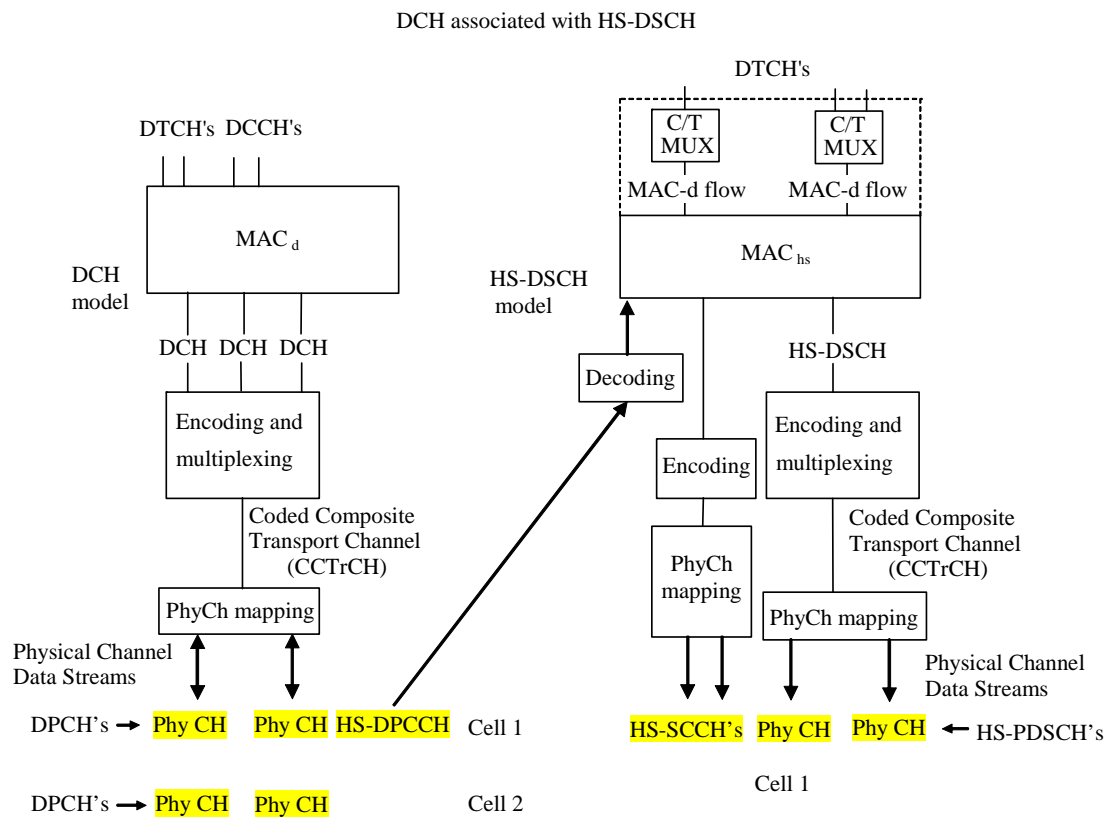 DCH associated with HS-DSCH
DTCH's
DCCH's
MAC d
DCH
model
DCH
DCH
DCH
Encoding and
multiplexing
Coded Composite
Transport Channel
(CCTrCH)
PhyCh mapping
Physical Channel
Data Streams
DPCH's
Phy CH
Phy CH
HS-DPCCH
Cell 1
DPCH's
Phy CH
Phy CH
Cell 2
DTCH's
C/T
MUX
C/T
MUX
MAC-d flow
MAC-d flow
MAC hs
HS-DSCH
model
Decoding
HS-DSCH
Encoding
Encoding and
multiplexing
PhyCh
mapping
Coded Composite
Transport Channel
(CCTrCH)
PhyCh mapping
Physical Channel
Data Streams
HS-SCCH's
Phy CH
Phy CH
HS-PDSCH's
Cell 1